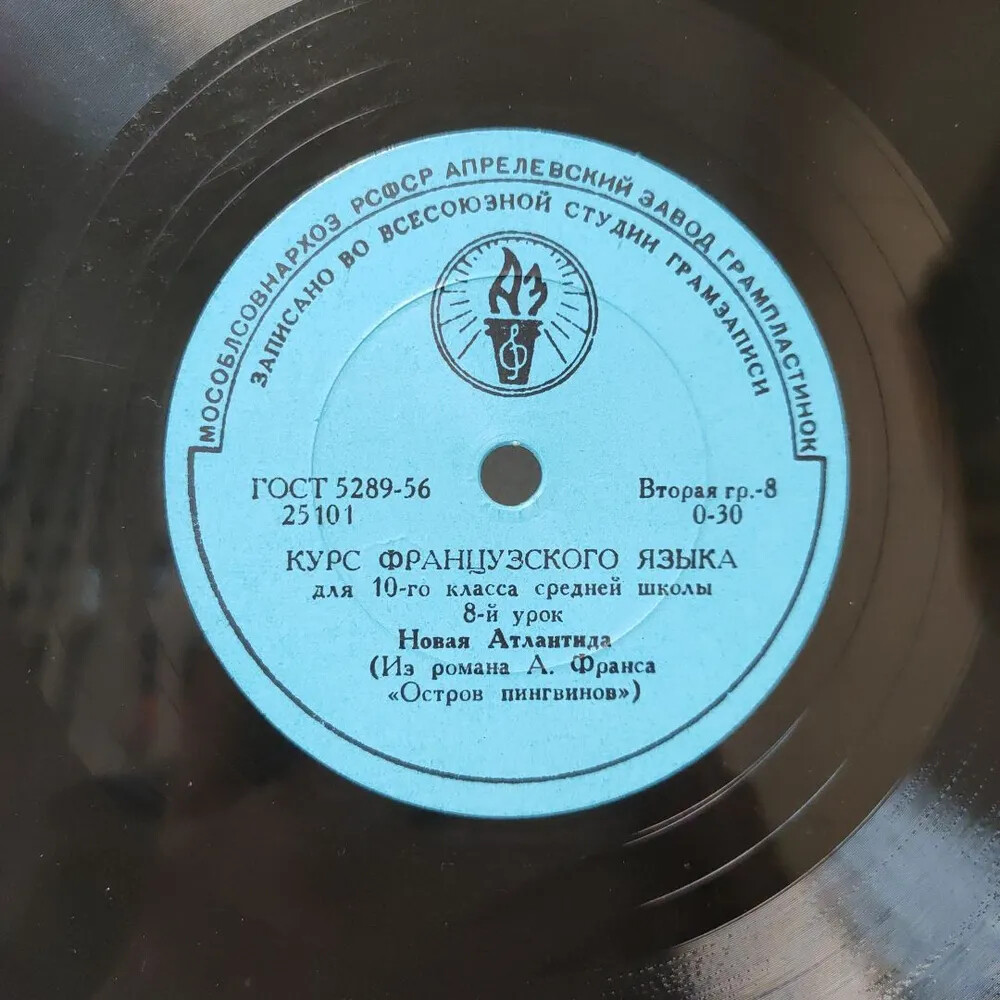 МОСОБЛСОВНАРХОЗ РСФСР АПРЕЛЕВСКИЙ ЗАВОД ГРАМПЛАСТИНОК
ЗАПИСАНО ВО ВСЕСОЮЗНОЙ СТУДИИ ГРАМЗАПИСИ
АЗ
ГОСТ 5289-56 Вторая гр.-8
25101 0-30
КУРС ФРАНЦУЗСКОГО ЯЗЫКА
для 10-го класса средней школы
8-й урок
Новая Атлантида
(Из романа А. Франса
«Остров пингвинов»)